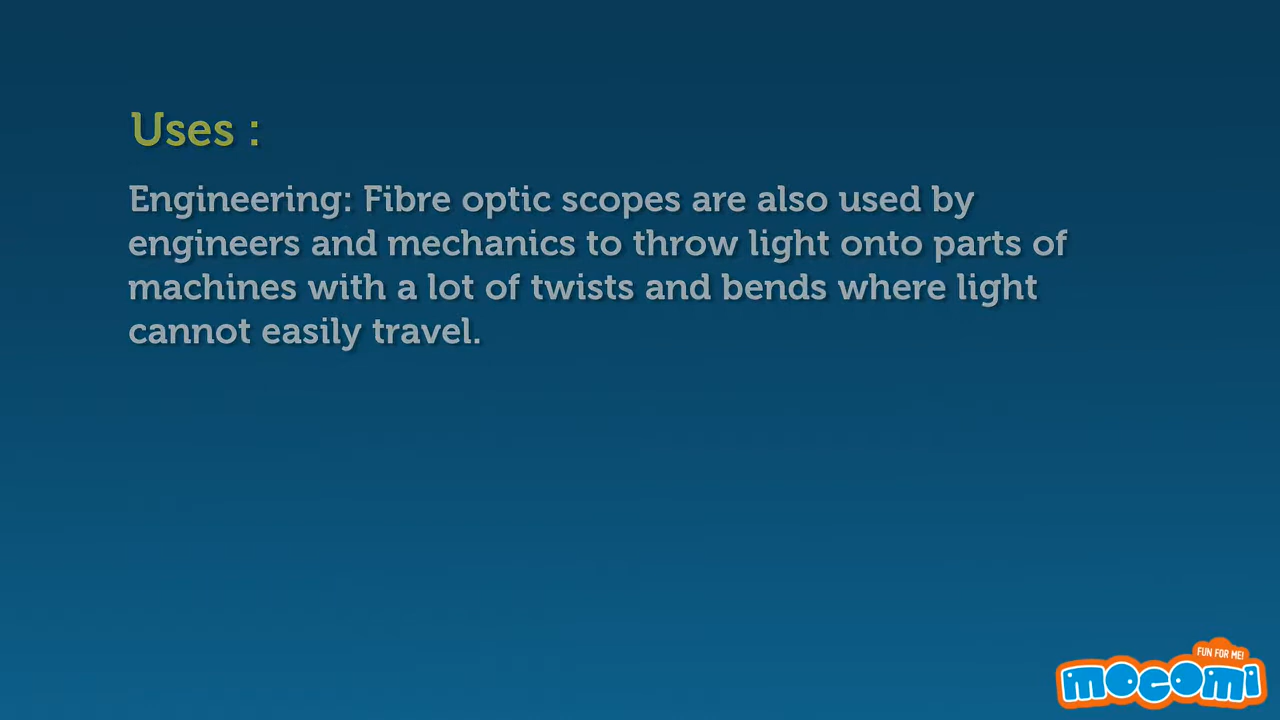 Uses :
Engineering: Fibre optic scopes are also used by
engineers and mechanics to throw light onto parts of
machines with a lot of twists and bends where light
cannot easily travel.
FUN FOR ME!
mocomi